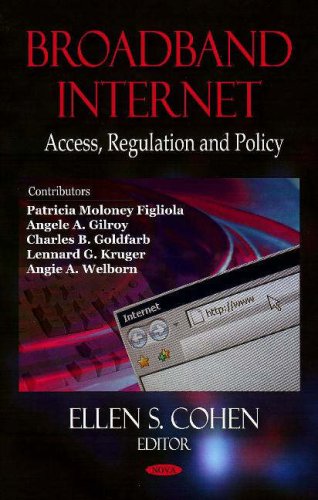 BROADBAND
INTERNET
Access, Regulation and Policy
Contributors
Patricia Moloney Figliola
Angele A. Gilroy
Charles B. Goldfarb
Lennard G. Kruger
Angie A. Welborn
Internet
http://www
ELLEN S. COHEN
EDITOR
NOVA